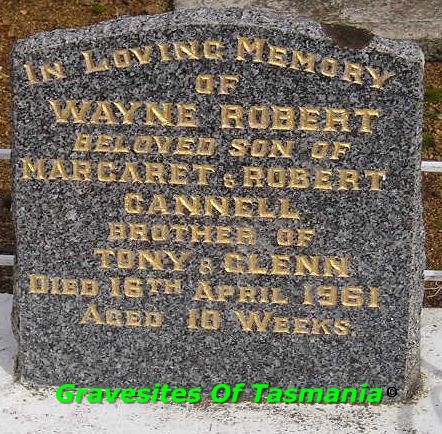 IN LOVING MEMORY
OF
WAYNE ROBERT
BELOVED SON OF
MARGARET & ROBERT
CANNELL
BROTHER OF
TONY & GLENN
DIED 16TH APRIL 1961
AGED 10 WEEKS
Gravesites Of Tasmania ©